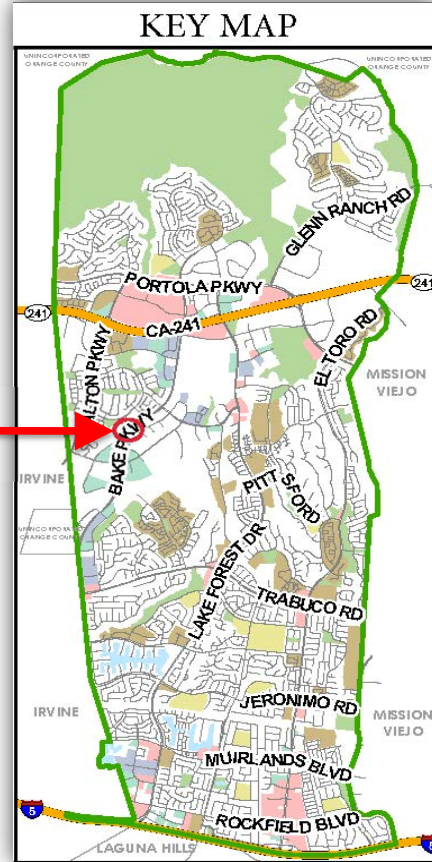 KEY MAP
UNINCORPORATED
ORANGE COUNTY
UNINCORPORATED
ORANGE COUNTY
GLENN RANCH RD
PORTOLA PKWY
241
241
CA-241
EL TORO RD
ALTON PKWY
MISSION
VIEJO
BAKE PKWY
IRVINE
PITTSFORD
UNINCORPORATED
ORANGE COUNTY
LAKE FOREST DR
TRABUCO RD
JERONIMO RD
IRVINE
MISSION
VIEJO
MUIRLANDS BLVD
5
ROCKFIELD BLVD
5
LAGUNA HILLS